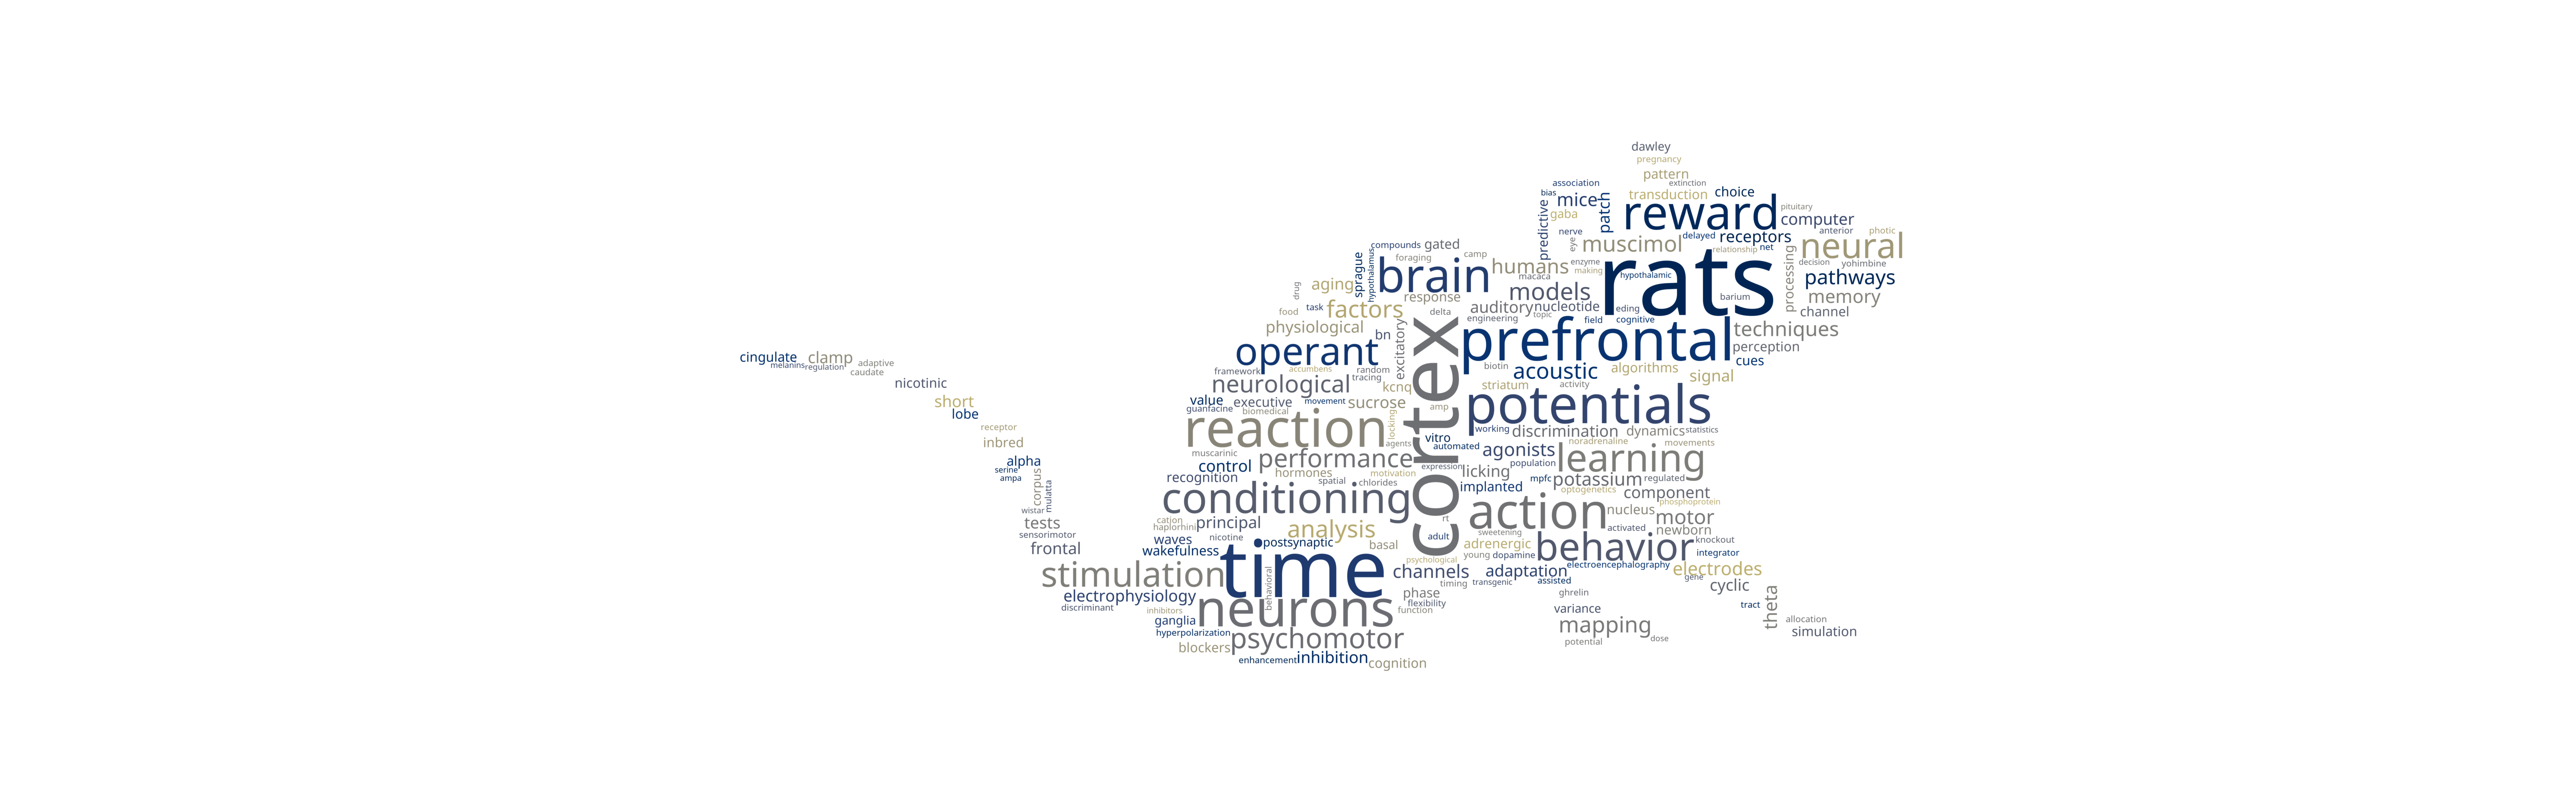 dawley
pregnancy
pattern
extinction
association
bias
mice
patch
transduction
choice
reward
pituitary
computer
predictive
gaba
nerve
eye
muscimol
delayed
receptors
relationship
net
anterior
photic
neural
compounds
gated
foraging
camp
sprague
hypothalamus
brain
humans
enzyme
making
macaca
hypothalamic
rats
processing
decision
yohimbine
pathways
drug
aging
response
models
barium
memory
food
task
factors
delta
auditory
nucleotide
eding
channel
engineering
topic
field
cognitive
physiological
bn
excitatory
cortex
prefrontal
techniques
perception
cues
operant
framework
accumbens
random
tracing
biotin
acoustic
algorithms
signal
cingulate
melanins
clamp
regulation
adaptive
caudate
nicotinic
short
lobe
receptor
inbred
alpha
serine
ampa
corpus
mulatta
wistar
tests
sensorimotor
frontal
neurological
kcnq
striatum
activity
value
executive
movement
sucrose
guanfacine
biomedical
amp
potentials
reaction
locking
agents
vitro
automated
working
discrimination
dynamics
statistics
noradrenaline
movements
muscarinic
performance
agonists
learning
control
hormones
motivation
expression
licking
population
recognition
spatial
chlorides
implanted
mpfc
potassium
regulated
optogenetics
component
phosphoprotein
conditioning
action
nucleus
motor
cation
haplorhini
principal
analysis
rt
sweetening
activated
newborn
knockout
waves
nicotine
postsynaptic
basal
adult
adrenergic
behavior
wakefulness
time
psychological
young
dopamine
integrator
stimulation
behavioral
channels
adaptation
electroencephalography
electrodes
gene
timing
transgenic
assisted
cyclic
electrophysiology
discriminant
inhibitors
neurons
phase
flexibility
function
ghrelin
variance
tract
theta
allocation
simulation
ganglia
hyperpolarization
psychomotor
mapping
potential
dose
blockers
enhancement
inhibition
cognition